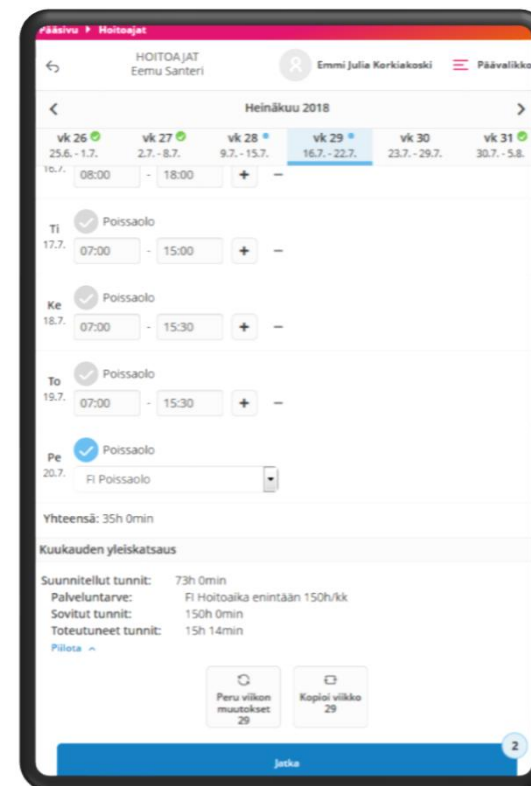 Pääsivu Hoitoajat
HOITOAJAT
Eemu Santeri
Emmi Julia Korkiakoski
Päävalikko
Heinäkuu 2018
vk 26 vk 27 vk 28 vk 29 vk 30 vk 31
25.6. - 1.7. 2.7. - 8.7. 9.7. - 15.7. 16.7. - 22.7. 23.7. - 29.7. 30.7. - 5.8.
16.7. 08:00 - 18:00 + -
Ti Poissaolo
17.7. 07:00 - 15:00 + -
Ke Poissaolo
18.7. 07:00 - 15:30 + -
To Poissaolo
19.7. 07:00 - 15:30 + -
Pe Poissaolo
20.7. FI Poissaolo
Yhteensä: 35h 0min
Kuukauden yleiskatsaus
Suunnitellut tunnit: 73h 0min
Palveluntarve: FI Hoitoaika enintään 150h/kk
Sovitut tunnit: 150h 0min
Toteutuneet tunnit: 15h 14min
Piilota
Peru viikon
muutokset
29
Kopioi viikko
29
2
Jatka